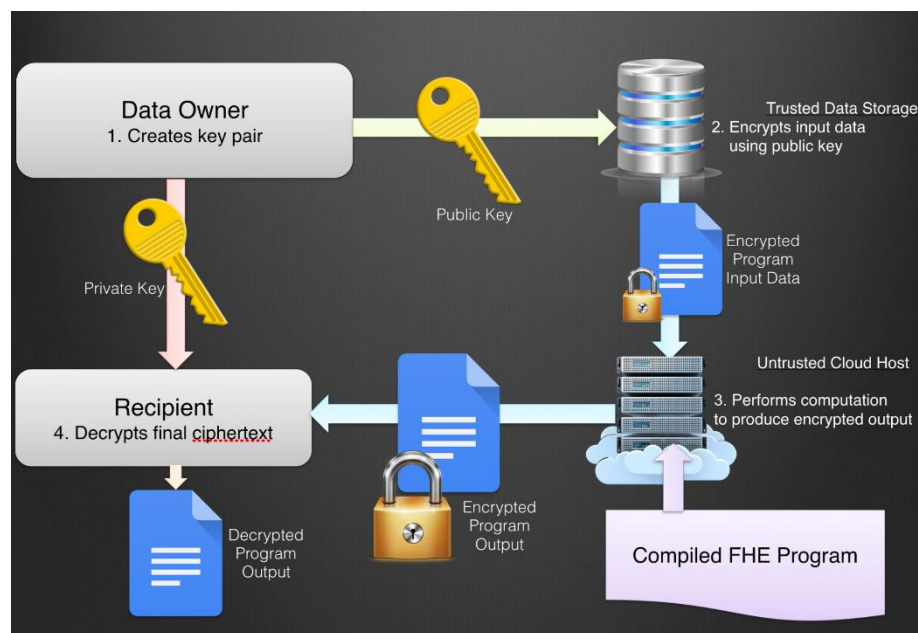 Data Owner
1. Creates key pair
Public Key
Trusted Data Storage
2. Encrypts input data
using public key
Private Key
Encrypted
Program
Input Data
Untrusted Cloud Host
3. Performs computation
to produce encrypted output
Recipient
4. Decrypts final ciphertext
Encrypted
Program
Output
Decrypted
Program
Output
Compiled FHE Program